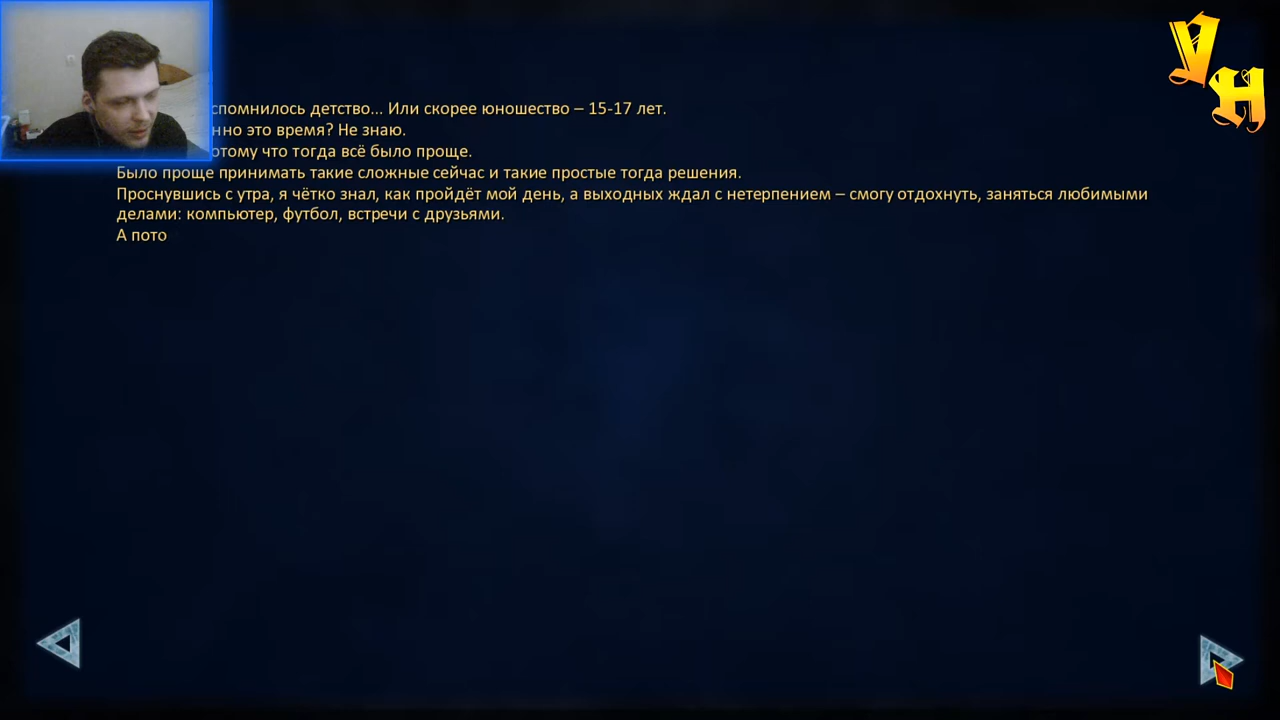 УН
спомнилось детство... Или скорее юношество – 15-17 лет.
нно это время? Не знаю.
отому что тогда всё было проще.
Было проще принимать такие сложные сейчас и такие простые тогда решения.
Проснувшись с утра, я чётко знал, как пройдёт мой день, а выходных ждал с нетерпением – смогу отдохнуть, заняться любимыми
делами: компьютер, футбол, встречи с друзьями.
А пото